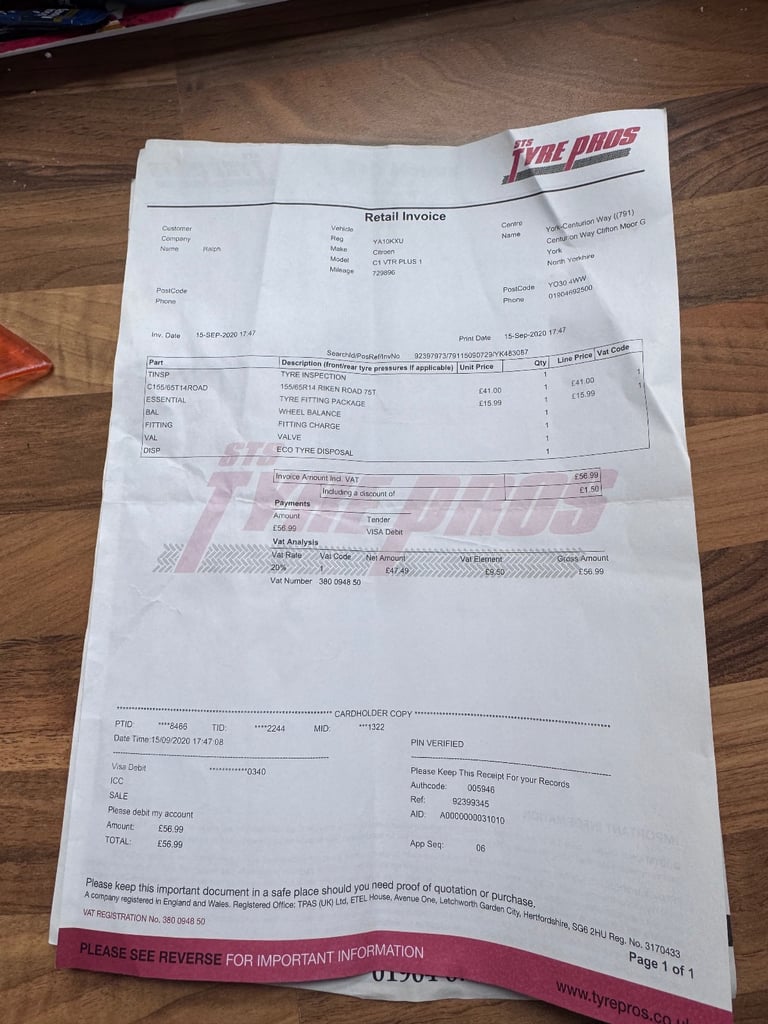 STS
TYRE PROS
Retail Invoice
Customer
Company
Name Ralph
PostCode
Phone
Vehicle
Reg YA10KXU
Make Citroen
Model C1 VTR PLUS 1
Mileage 729896
Centre York-Centurion Way ((791)
Name Centurion Way Clifton Moor G
York
North Yorkshire
PostCode YO30 4WW
Phone 01904692500
Inv. Date 15-SEP-2020 17:47 Print Date 15-Sep-2020 17:47
SearchId/PosRef/InvNo 92397973/79115090729/YK483087
Part Description (front/rear tyre pressures if applicable) Unit Price Qty Line Price Vat Code
TINSP TYRE INSPECTION 1 1
C155/65T14ROAD 155/65R14 RIKEN ROAD 75T £41.00 1 £41.00 1
ESSENTIAL TYRE FITTING PACKAGE £15.99 1 £15.99
BAL WHEEL BALANCE 1
FITTING FITTING CHARGE 1
VAL VALVE 1
DISP ECO TYRE DISPOSAL 1
STS
TYRE PROS
Invoice Amount Incl. VAT £56.99
Including a discount of £1.50
Payments
Amount Tender
£56.99 VISA Debit
Vat Analysis
Vat Rate Vat Code Net Amount Vat Element Gross Amount
20% 1 £47.49 £9.50 £56.99
Vat Number 380 0948 50
CARDHOLDER COPY
PTID ****8466 TID: ****2244 MID: ***1322
Date Time:15/09/2020 17:47:08
PIN VERIFIED
Visa Debit ************0340
ICC
SALE
Please debit my account
Amount: £56.99
TOTAL: £56.99
Please Keep This Receipt For your Records
Authcode: 005946
Ref: 92399345
AID: A0000000031010
App Seq: 06
Please keep this important document in a safe place should you need proof of quotation or purchase.
A company registered in England and Wales. Registered Office: TPAS (UK) Ltd, ETEL House, Avenue One, Letchworth Garden City, Hertfordshire, SG6 2HU Reg. No. 3170433
VAT REGISTRATION No. 380 0948 50
Page 1 of 1
PLEASE SEE REVERSE FOR IMPORTANT INFORMATION
www.tyrepros.co.u